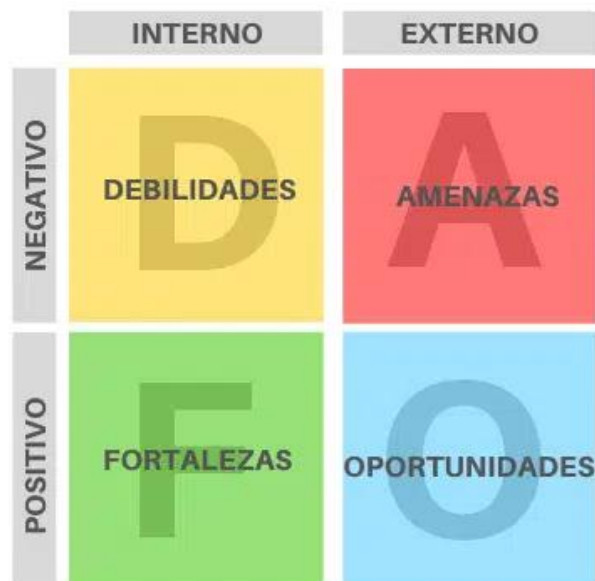 INTERNO
EXTERNO
NEGATIVO
D
DEBILIDADES
A
AMENAZAS
POSITIVO
F
FORTALEZAS
O
OPORTUNIDADES